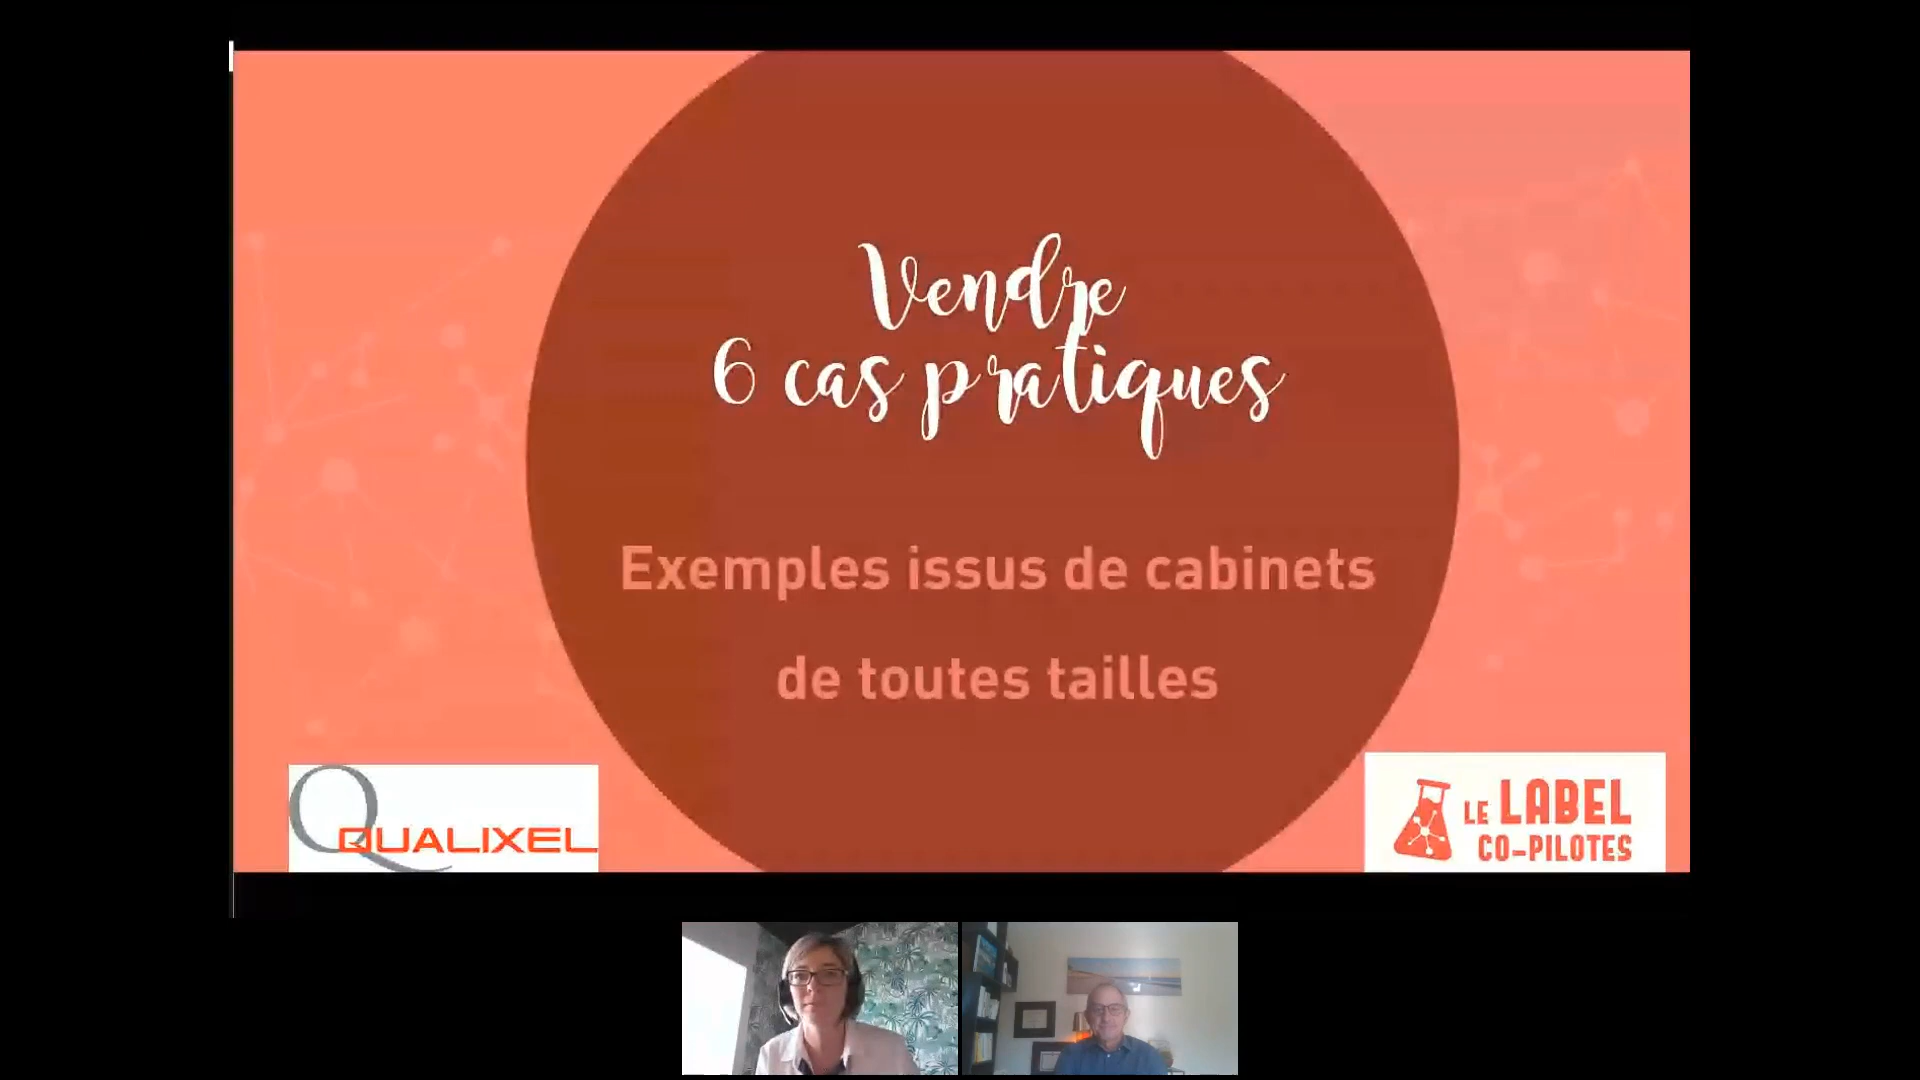 Vendre
6 cas pratiques
Exemples issus de cabinets
de toutes tailles
QUALIXEL
LE LABEL
CO-PILOTES